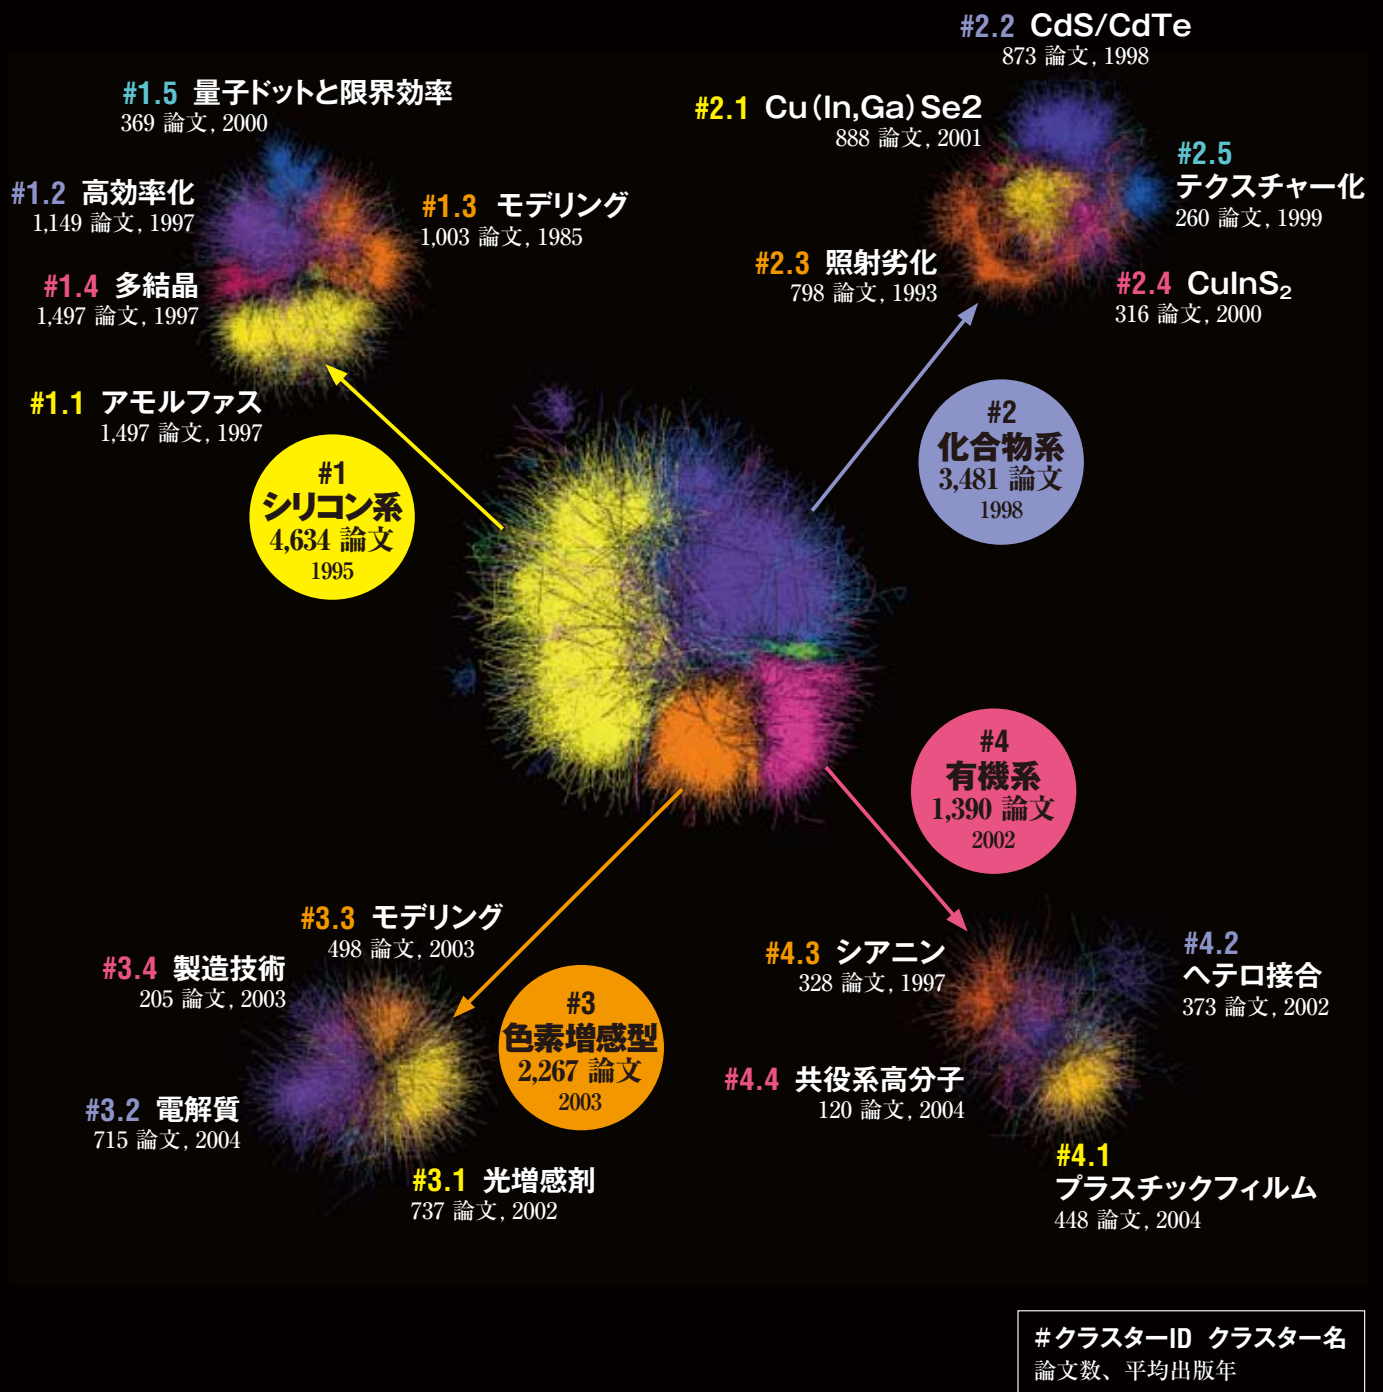 #2.2 CdS/CdTe
873 論文, 1998
#1.5 量子ドットと限界効率
369 論文, 2000
#2.1 Cu(In,Ga)Se2
888 論文, 2001
#2.5
テクスチャー化
260 論文, 1999
#1.2 高効率化
1,149 論文, 1997
#1.3 モデリング
1,003 論文, 1985
#2.3 照射劣化
798 論文, 1993
#2.4 CuInS₂
316 論文, 2000
#1.4 多結晶
1,497 論文, 1997
#1.1 アモルファス
1,497 論文, 1997
#1
シリコン系
4,634 論文
1995
#2
化合物系
3,481 論文
1998
#4
有機系
1,390 論文
2002
#3.3 モデリング
498 論文, 2003
#3.4 製造技術
205 論文, 2003
#3
色素増感型
2,267 論文
2003
#3.2 電解質
715 論文, 2004
#3.1 光増感剤
737 論文, 2002
#4.3 シアニン
328 論文, 1997
#4.2
ヘテロ接合
373 論文, 2002
#4.4 共役系高分子
120 論文, 2004
#4.1
プラスチックフィルム
448 論文, 2004
#クラスターID クラスター名
論文数、平均出版年